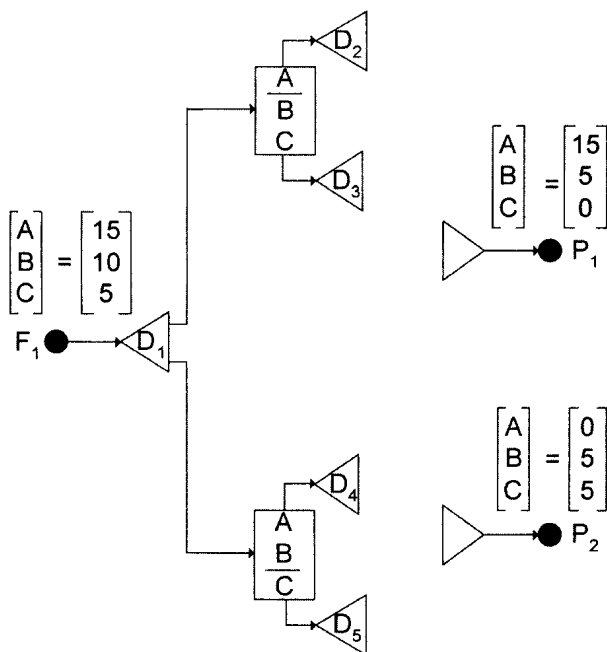 D₂
A
B
C
D₃
[A B C] = [15 5 0]
P₁
[A B C] = [15 10 5]
F₁
D₁
[A B C] = [0 5 5]
P₂
D₄
A
B
C
D₅